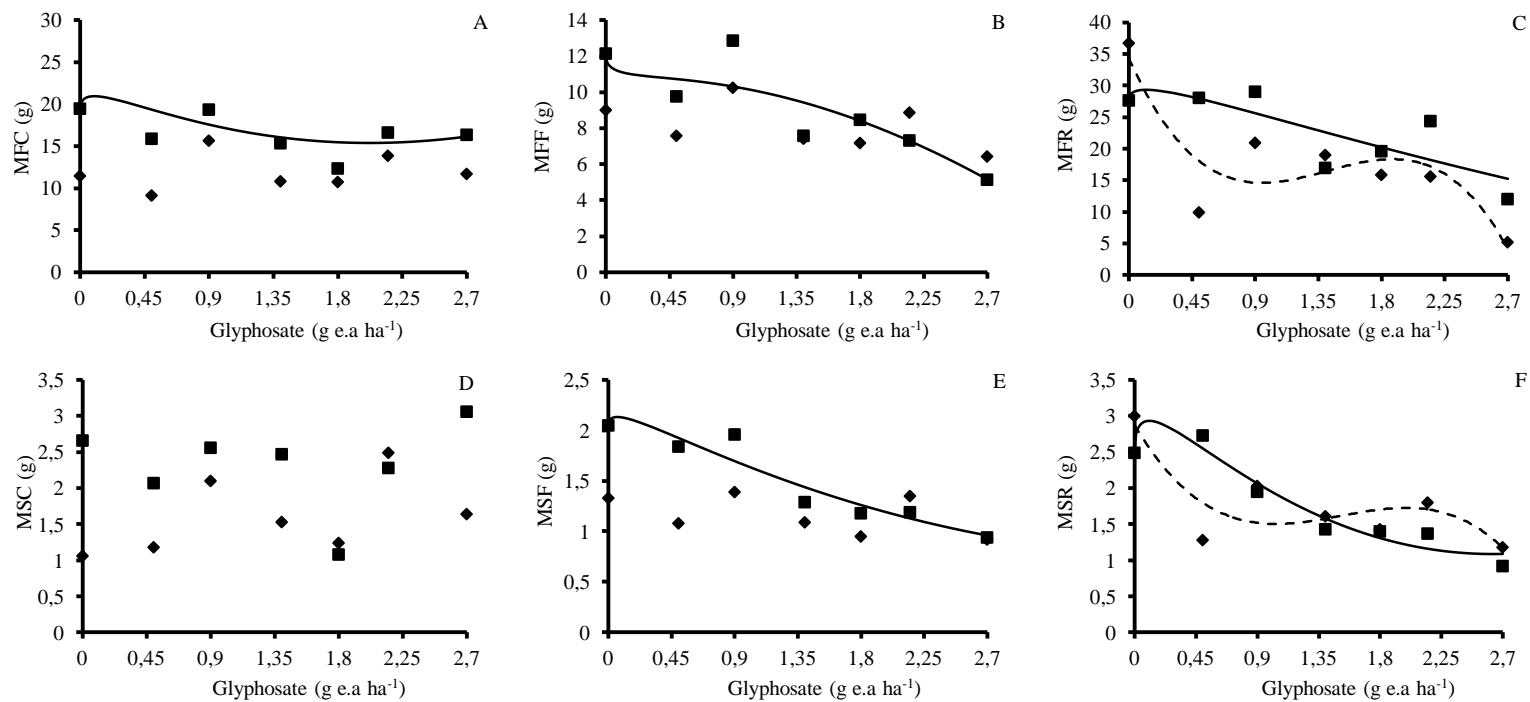 A
MFC (g)
30
25
20
15
10
5
0
0 0,45 0,9 1,35 1,8 2,25 2,7
Glyphosate (g e.a ha⁻¹)
B
MFF (g)
14
12
10
8
6
4
2
0
0 0,45 0,9 1,35 1,8 2,25 2,7
Glyphosate (g e.a ha⁻¹)
C
MFR (g)
40
35
30
25
20
15
10
5
0
0 0,45 0,9 1,35 1,8 2,25 2,7
Glyphosate (g e.a ha⁻¹)
D
MSC (g)
3,5
3
2,5
2
1,5
1
0,5
0
0 0,45 0,9 1,35 1,8 2,25 2,7
Glyphosate (g e.a ha⁻¹)
E
MSF (g)
2,5
2
1,5
1
0,5
0
0 0,45 0,9 1,35 1,8 2,25 2,7
Glyphosate (g e.a ha⁻¹)
F
MSR (g)
3,5
3
2,5
2
1,5
1
0,5
0
0 0,45 0,9 1,35 1,8 2,25 2,7
Glyphosate (g e.a ha⁻¹)